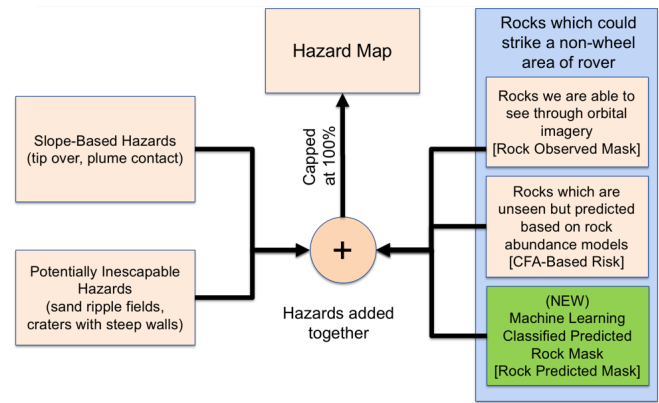 Hazard Map
Rocks which could
strike a non-wheel
area of rover
Slope-Based Hazards
(tip over, plume contact)
Capped
at 100%
Rocks we are able to
see through orbital
imagery
[Rock Observed Mask]
Rocks which are
unseen but predicted
based on rock
abundance models
[CFA-Based Risk]
Potentially Inescapable
Hazards
(sand ripple fields,
craters with steep walls)
+
Hazards added
together
(NEW)
Machine Learning
Classified Predicted
Rock Mask
[Rock Predicted Mask]